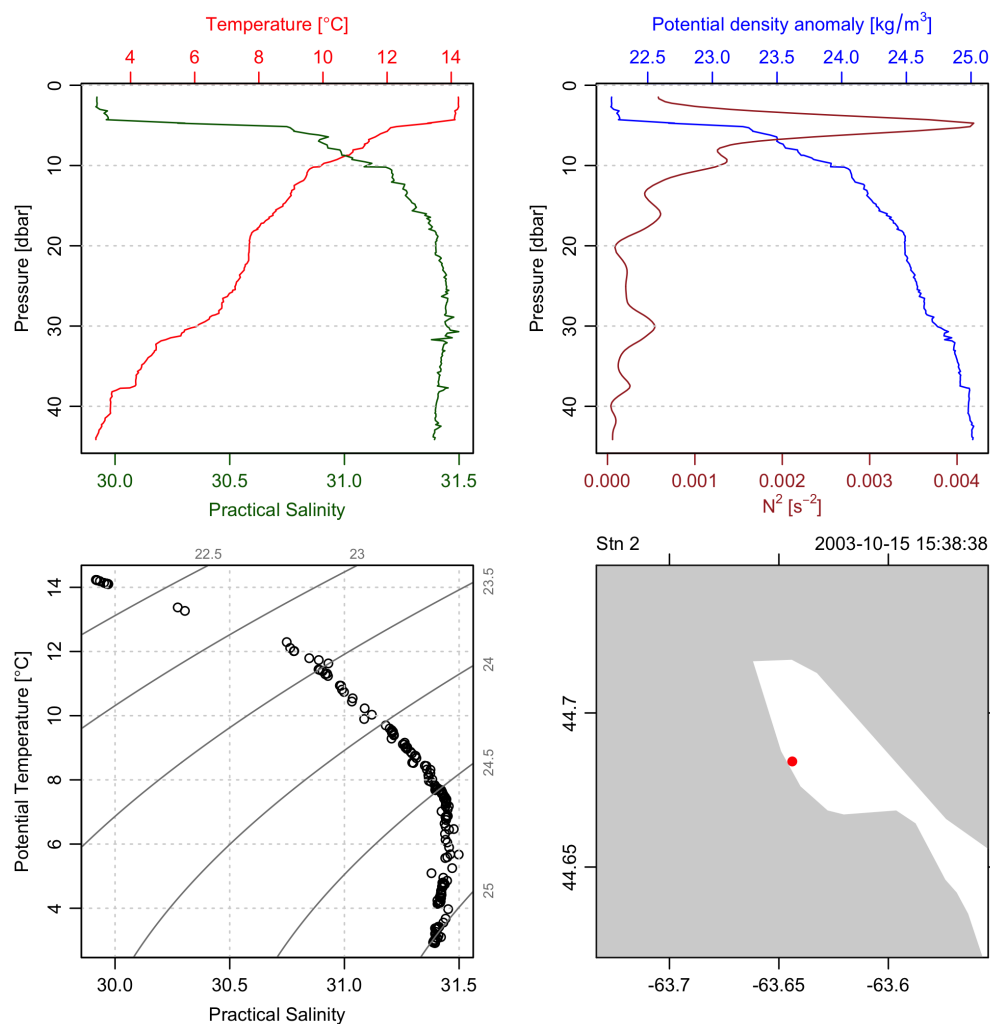 Temperature [°C]
4 6 8 10 12 14
0
10
20
30
40
Pressure [dbar]
30.0 30.5 31.0 31.5
Practical Salinity
Potential density anomaly [kg/m³]
22.5 23.0 23.5 24.0 24.5 25.0
0
10
20
30
40
Pressure [dbar]
0.000 0.001 0.002 0.003 0.004
N² [s⁻²]
22.5 23
23.5
24
24.5
25
14
12
10
8
6
4
Potential Temperature [°C]
30.0 30.5 31.0 31.5
Practical Salinity
Stn 2 2003-10-15 15:38:38
44.7
44.65
-63.7 -63.65 -63.6